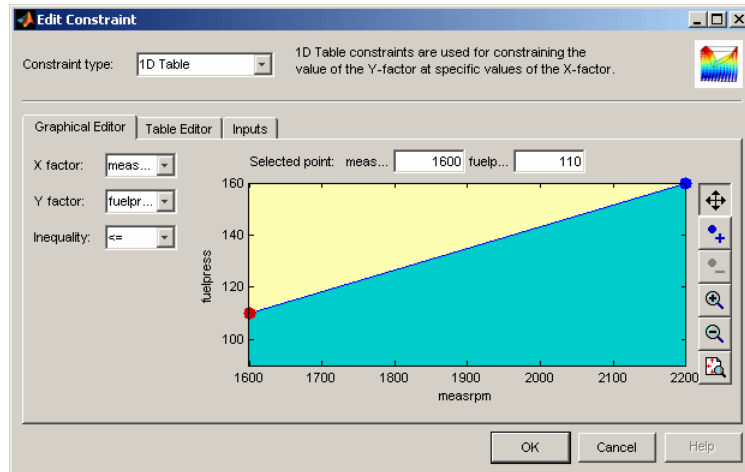 Edit Constraint
Constraint type: 1D Table
1D Table constraints are used for constraining the
value of the Y-factor at specific values of the X-factor.
Graphical Editor Table Editor Inputs
X factor: meas...
Y factor: fuelpr...
Inequality: <=
Selected point: meas... 1600 fuelp... 110
160
140
120
100
fuelpress
1600 1700 1800 1900 2000 2100 2200
measrpm
OK Cancel Help